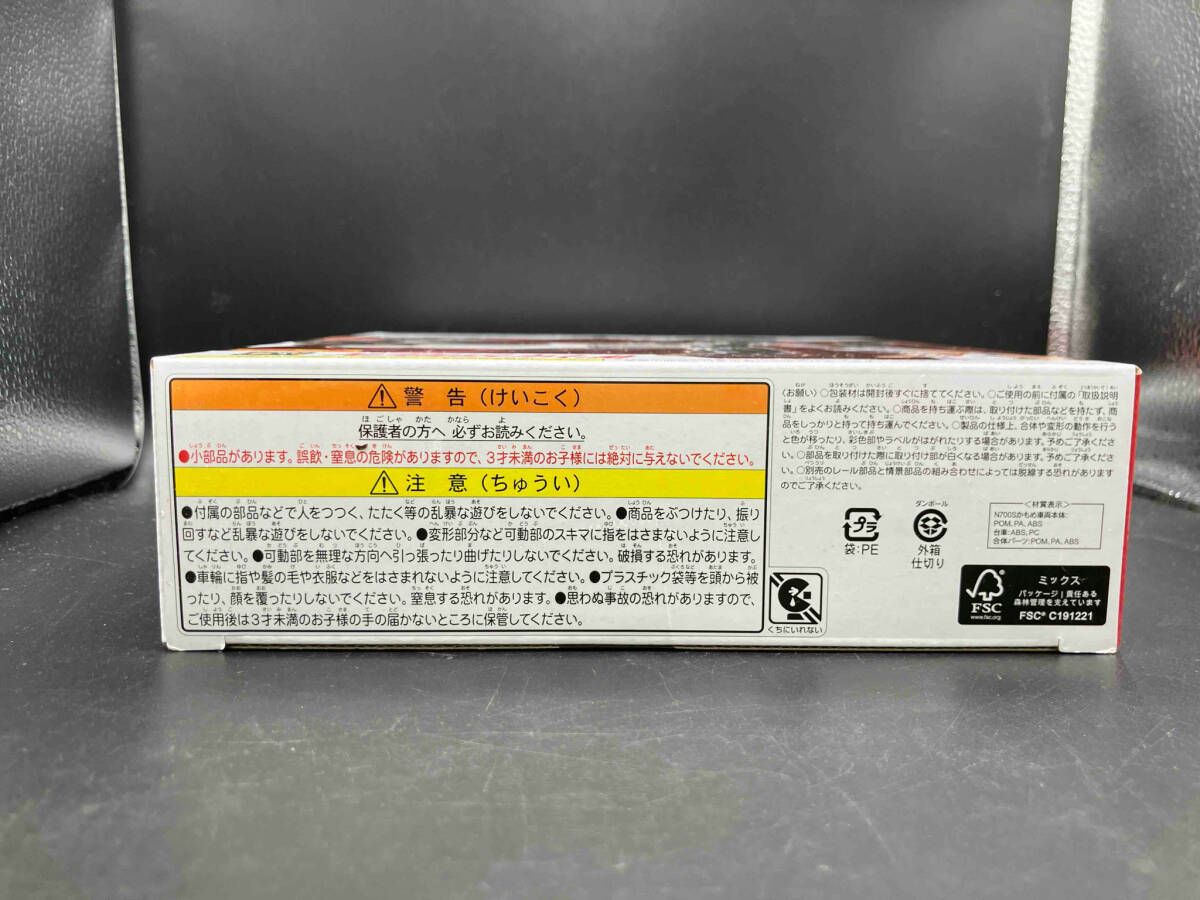 警 告（けいこく）
保護者の方へ 必ずお読みください。
●小部品があります。誤飲・窒息の危険がありますので、3才未満のお子様には絶対に与えないでください。
注 意（ちゅうい）
●付属の部品などで人をつつく、たたく等の乱暴な遊びをしないでください。●商品をぶつけたり、振り
回すなど乱暴な遊びをしないでください。●変形部分など可動部のスキマに指をはさまないように注意し
てください。●可動部を無理な方向へ引っ張ったり曲げたりしないでください。破損する恐れがあります。
●車輪に指や髪の毛や衣服などをはさまれないように注意してください。●プラスチック袋等を頭から被
ったり、顔を覆ったりしないでください。窒息する恐れがあります。●思わぬ事故の恐れがありますので、
ご使用後は3才未満のお子様の手の届かないところに保管してください。
くちにいれない
（お願い）○包装材は開封後すぐに捨ててください。○ご使用の前に付属の「取扱説明
書」をよくお読みください。○商品を持ち運ぶ際は、取り付けた部品などを持たず、商
品をしっかりと持って持ち運んでください。○製品の仕様上、合体や変形の動作を行う
と色が移ったり、彩色部やラベルがはがれたりする場合があります。予めご了承くださ
い。○部品を取り付けた際に取り付け部が白くなる場合があります。予めご了承くださ
い。○別売のレール部品と情景部品の組み合わせによっては脱線する恐れがあります
のでご了承ください。
プラ
袋：PE
ダンボール
外箱
仕切り
＜材質表示＞
N700Sかもめ車両本体：
POM, PA, ABS
台車：ABS, PC
合体パーツ：POM, PA, ABS
FSC
www.fsc.org
ミックス
パッケージ｜責任ある
森林管理を支えています
FSC® C191221